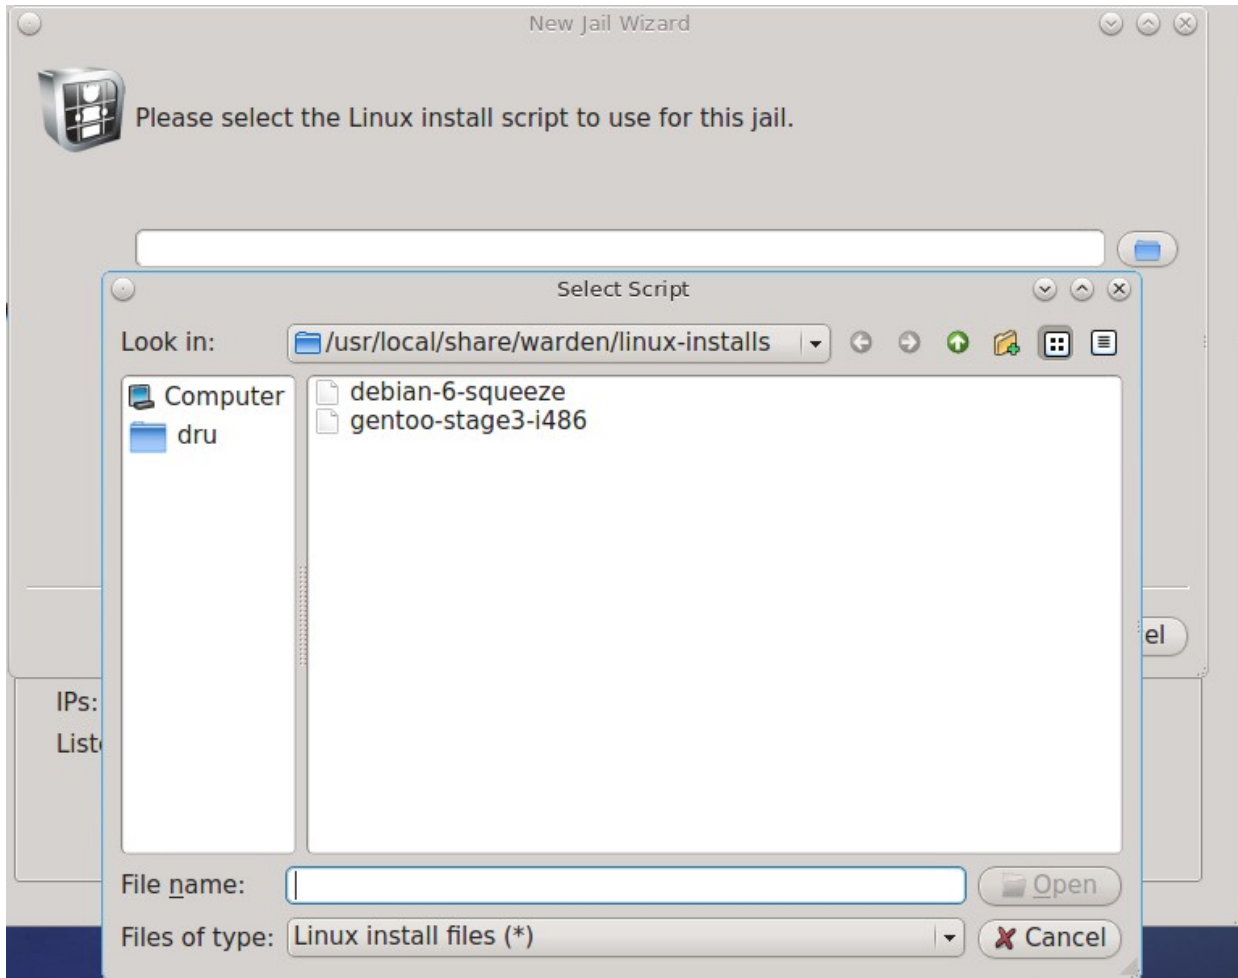 New Jail Wizard
Please select the Linux install script to use for this jail.
Select Script
Look in: /usr/local/share/warden/linux-installs
Computer
dru
debian-6-squeeze
gentoo-stage3-i486
el
IPs:
List
File name: Open
Files of type: Linux install files (*) Cancel